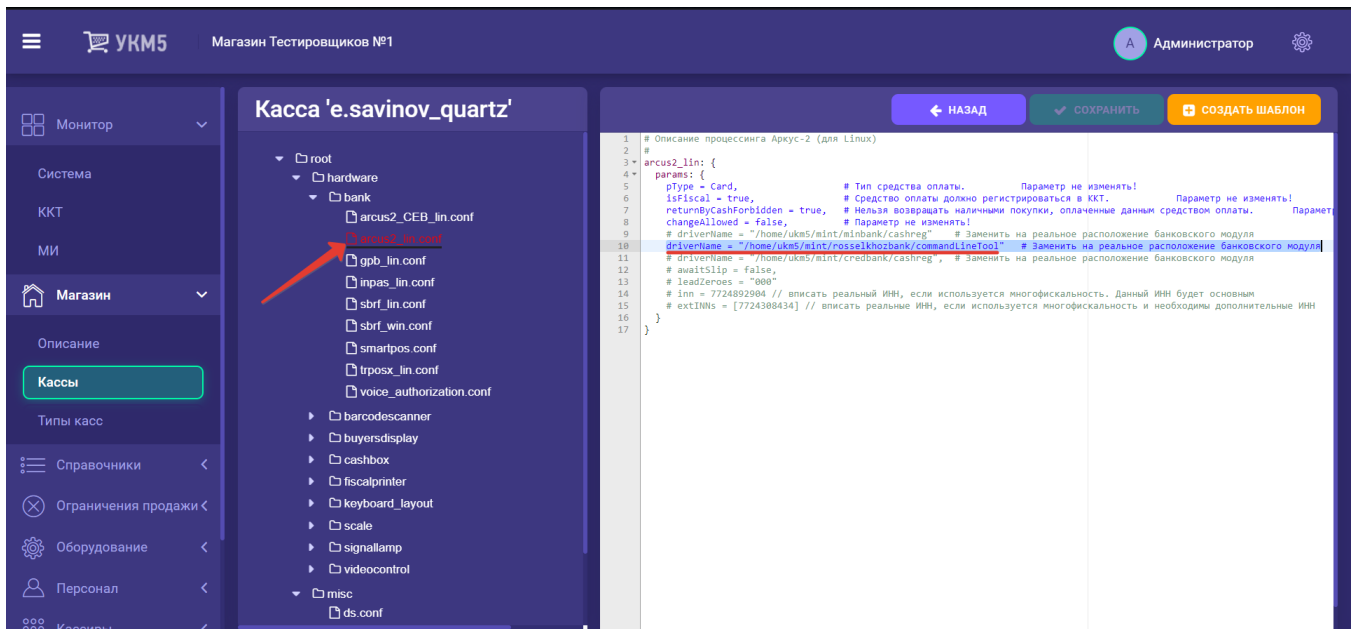 УКМ5
Магазин Тестировщиков №1
А
Администратор
Монитор
Система
ККТ
МИ
Магазин
Описание
Кассы
Типы касс
Справочники
Ограничения продажи
Оборудование
Персонал
Кассиры
Касса 'e.savinov_quartz'
root
hardware
bank
arcus2_CEB_lin.conf
arcus2_lin.conf
gpb_lin.conf
inpas_lin.conf
sbrf_lin.conf
sbrf_win.conf
smartpos.conf
trposx_lin.conf
voice_authorization.conf
barcodescanner
buyersdisplay
cashbox
fiscalprinter
keyboard_layout
scale
signallamp
videocontrol
misc
ds.conf
НАЗАД
СОХРАНИТЬ
СОЗДАТЬ ШАБЛОН
1 # Описание процессинга Аркус-2 (для Linux)
2 #
3 arcus2_lin: {
4 params: {
5 pType = Card, # Тип средства оплаты. Параметр не изменять!
6 isFiscal = true, # Средство оплаты должно регистрироваться в ККТ. Параметр не изменять!
7 returnByCashForbidden = true, # Нельзя возвращать наличными покупки, оплаченные данным средством оплаты. Парамет
8 changeAllowed = false, # Параметр не изменять!
9 # driverName = "/home/ukm5/mint/minbank/cashreg" # Заменить на реальное расположение банковского модуля
10 driverName = "/home/ukm5/mint/rosselkhozbank/commandLineTool" # Заменить на реальное расположение банковского модуля
11 # driverName = "/home/ukm5/mint/credbank/cashreg", # Заменить на реальное расположение банковского модуля
12 # awaitSlip = false,
13 # leadZeroes = "000"
14 # inn = 7724892904 // вписать реальный ИНН, если используется многофискальность. Данный ИНН будет основным
15 # extINNs = [7724308434] // вписать реальные ИНН, если используется многофискальность и необходимы дополнительные ИНН
16 }
17 }